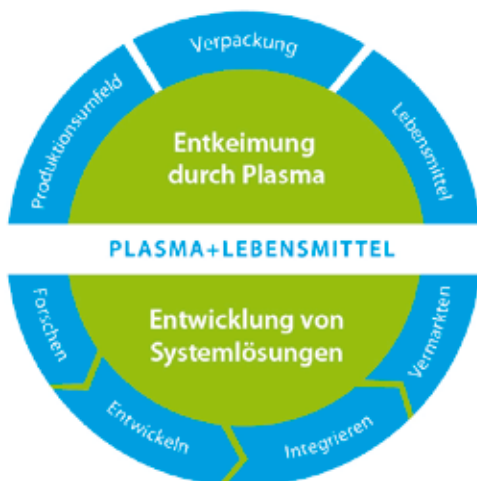 Produktionsumfeld
Verpackung
Lebensmittel
Entkeimung
durch Plasma
PLASMA+LEBENSMITTEL
Entwicklung von
Systemlösungen
Forschen
Entwickeln
Integrieren
Vermarkten